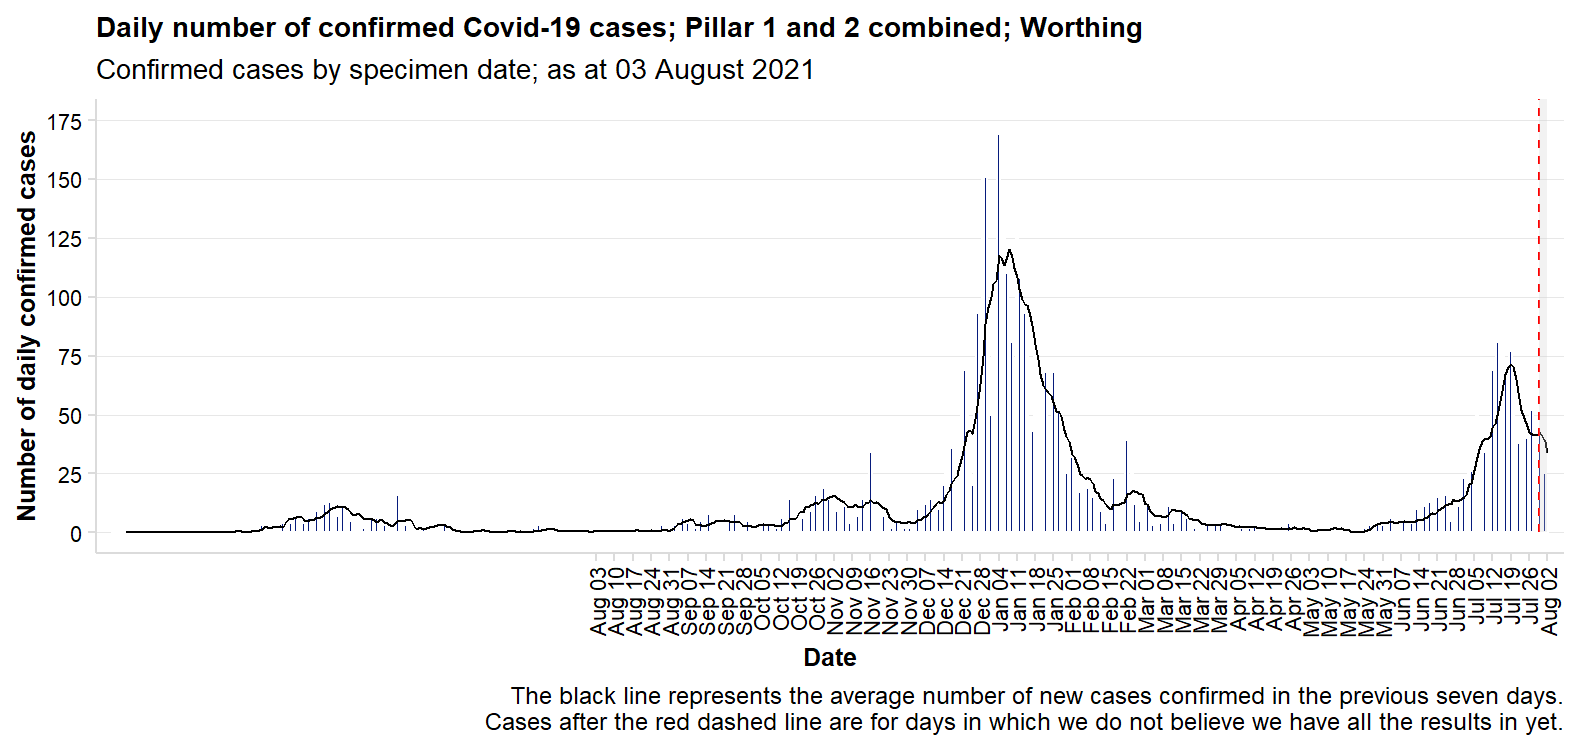 Daily number of confirmed Covid-19 cases; Pillar 1 and 2 combined; Worthing
Confirmed cases by specimen date; as at 03 August 2021
Number of daily confirmed cases
175
150
125
100
75
50
25
0
Aug 03
Aug 10
Aug 17
Aug 24
Aug 31
Sep 07
Sep 14
Sep 21
Sep 28
Oct 05
Oct 12
Oct 19
Oct 26
Nov 02
Nov 09
Nov 16
Nov 23
Nov 30
Dec 07
Dec 14
Dec 21
Dec 28
Jan 04
Jan 11
Jan 18
Jan 25
Feb 01
Feb 08
Feb 15
Feb 22
Mar 01
Mar 08
Mar 15
Mar 22
Mar 29
Apr 05
Apr 12
Apr 19
Apr 26
May 03
May 10
May 17
May 24
May 31
Jun 07
Jun 14
Jun 21
Jun 28
Jul 05
Jul 12
Jul 19
Jul 26
Aug 02
Date
The black line represents the average number of new cases confirmed in the previous seven days.
Cases after the red dashed line are for days in which we do not believe we have all the results in yet.